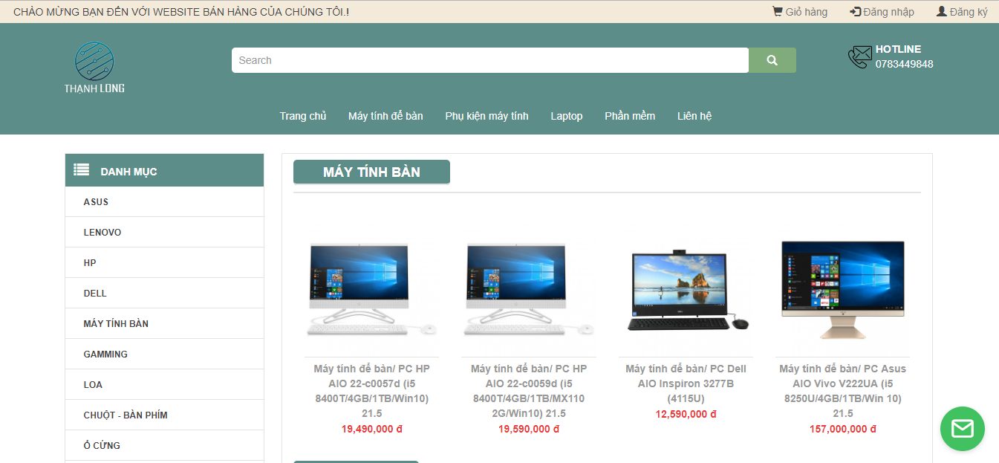 CHÀO MỪNG BẠN ĐẾN VỚI WEBSITE BÁN HÀNG CỦA CHÚNG TÔI.!
Giỏ hàng
Đăng nhập
Đăng ký
THẠNH LONG
Search
HOTLINE
0783449848
Trang chủ
Máy tính để bàn
Phụ kiện máy tính
Laptop
Phần mềm
Liên hệ
DANH MỤC
ASUS
LENOVO
HP
DELL
MÁY TÍNH BÀN
GAMMING
LOA
CHUỘT - BÀN PHÍM
Ổ CỨNG
MÁY TÍNH BÀN
Máy tính để bàn/ PC HP
AIO 22-c0057d (i5
8400T/4GB/1TB/Win10)
21.5
19,490,000 đ
Máy tính để bàn/ PC HP
AIO 22-c0059d (i5
8400T/4GB/1TB/MX110
2G/Win10) 21.5
19,590,000 đ
Máy tính để bàn/ PC Dell
AIO Inspiron 3277B
(4115U)
12,590,000 đ
Máy tính để bàn/ PC Asus
AIO Vivo V222UA (i5
8250U/4GB/1TB/Win 10)
21.5
157,000,000 đ